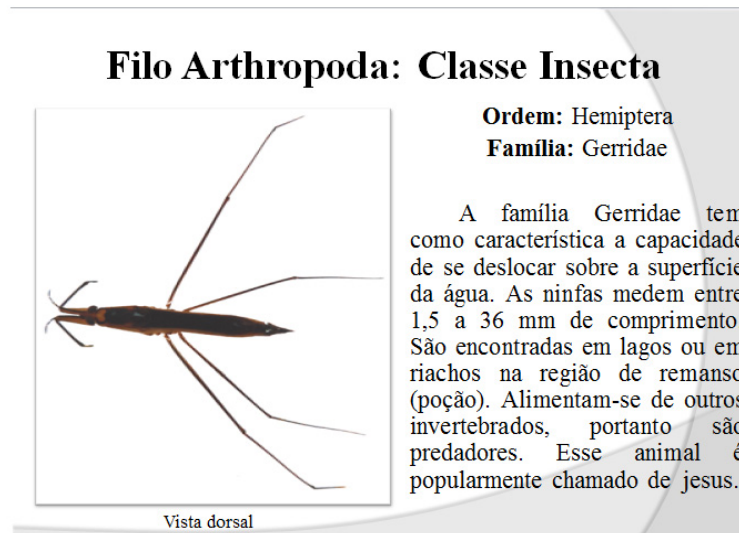 Filo Arthropoda: Classe Insecta
Ordem: Hemiptera
Família: Gerridae
A família Gerridae tem
como característica a capacidade
de se deslocar sobre a superfície
da água. As ninfas medem entre
1,5 a 36 mm de comprimento
São encontradas em lagos ou em
riachos na região de remanso
(poção). Alimentam-se de outros
invertebrados, portanto são
predadores. Esse animal é
popularmente chamado de jesus.
Vista dorsal